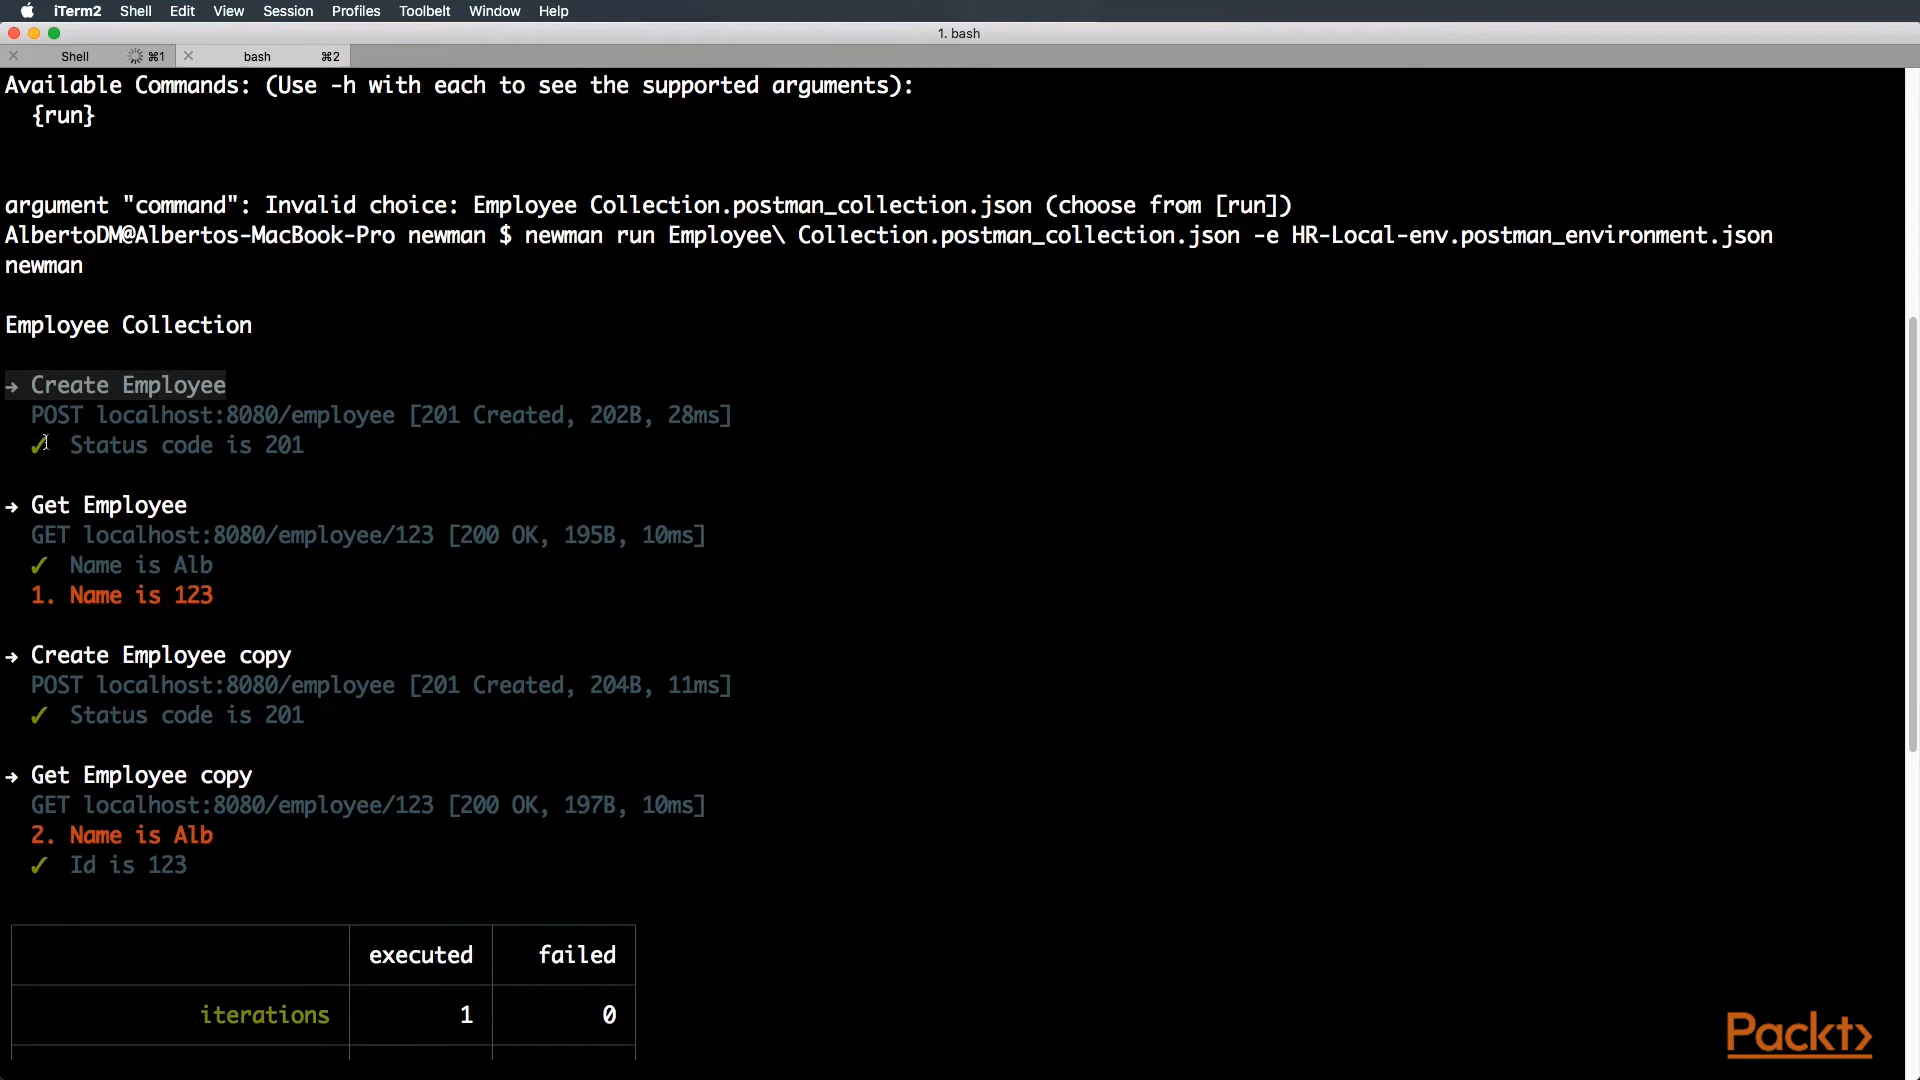 iTerm2 Shell Edit View Session Profiles Toolbelt Window Help
1. bash
Shell ⌘1 bash ⌘2
Available Commands: (Use -h with each to see the supported arguments):
{run}
argument "command": Invalid choice: Employee Collection.postman_collection.json (choose from [run])
AlbertoDM@Albertos-MacBook-Pro newman $ newman run Employee\ Collection.postman_collection.json -e HR-Local-env.postman_environment.json
newman
Employee Collection
→ Create Employee
POST localhost:8080/employee [201 Created, 202B, 28ms]
✓ Status code is 201
→ Get Employee
GET localhost:8080/employee/123 [200 OK, 195B, 10ms]
✓ Name is Alb
1. Name is 123
→ Create Employee copy
POST localhost:8080/employee [201 Created, 204B, 11ms]
✓ Status code is 201
→ Get Employee copy
GET localhost:8080/employee/123 [200 OK, 197B, 10ms]
2. Name is Alb
✓ Id is 123
executed failed
iterations 1 0
Packt>